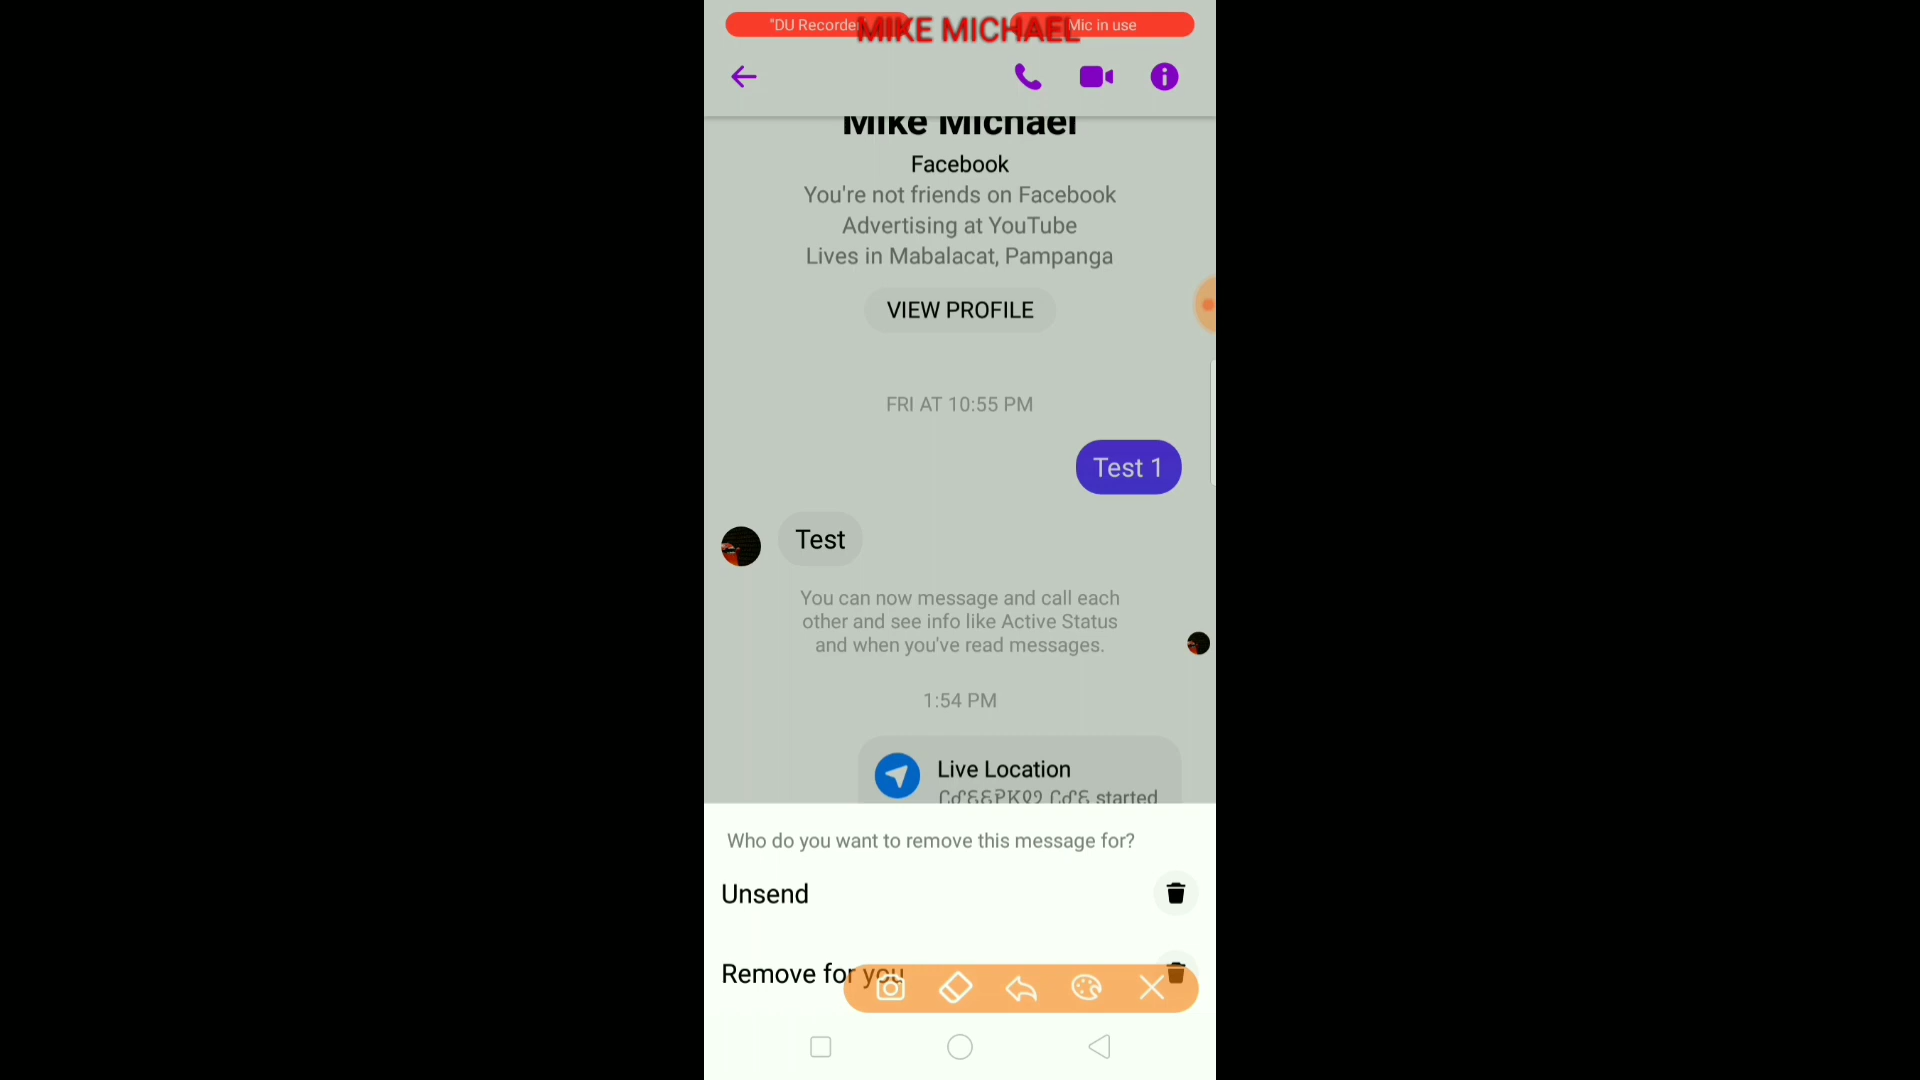 "DU Recorde
MIKE MICHAEL
Mic in use
Mike Michael
Facebook
You're not friends on Facebook
Advertising at YouTube
Lives in Mabalacat, Pampanga
VIEW PROFILE
FRI AT 10:55 PM
Test 1
Test
You can now message and call each
other and see info like Active Status
and when you've read messages.
1:54 PM
Live Location
started
Who do you want to remove this message for?
Unsend
Remove for you